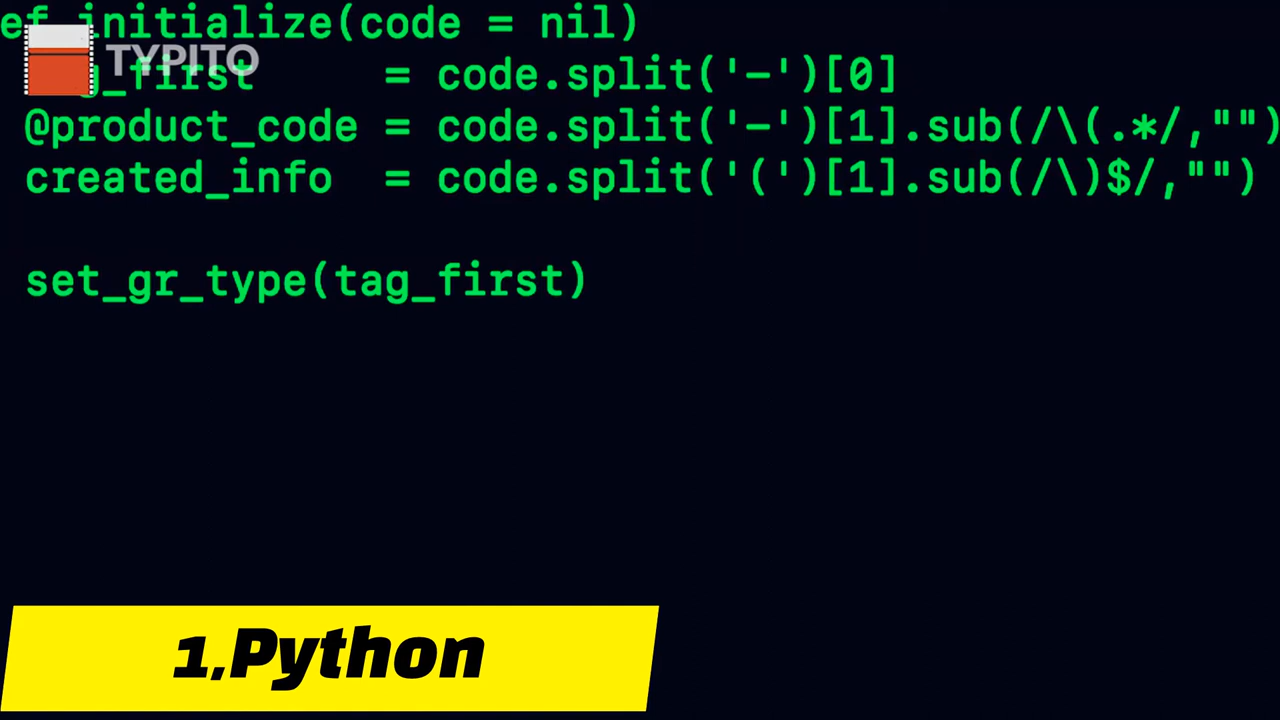 ef initialize(code = nil)
TYPITO
g_first = code.split('-')[0]
@product_code = code.split('-')[1].sub(/\(.*/,"")
created_info = code.split('(')[1].sub(/\)$/,"")
set_gr_type(tag_first)
1,Python